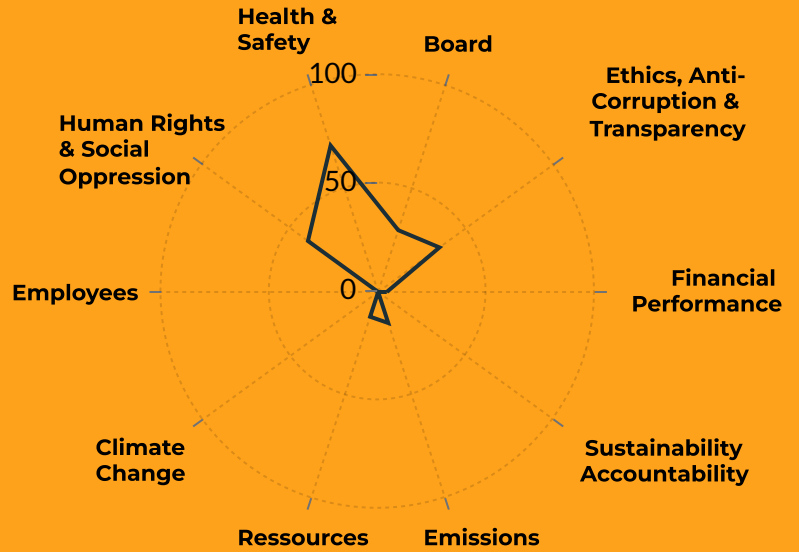 Health &
Safety
Board
100
Ethics, Anti-
Corruption &
Transparency
Human Rights
& Social
Oppression
50
Employees
0
Financial
Performance
Climate
Change
Sustainability
Accountability
Ressources
Emissions